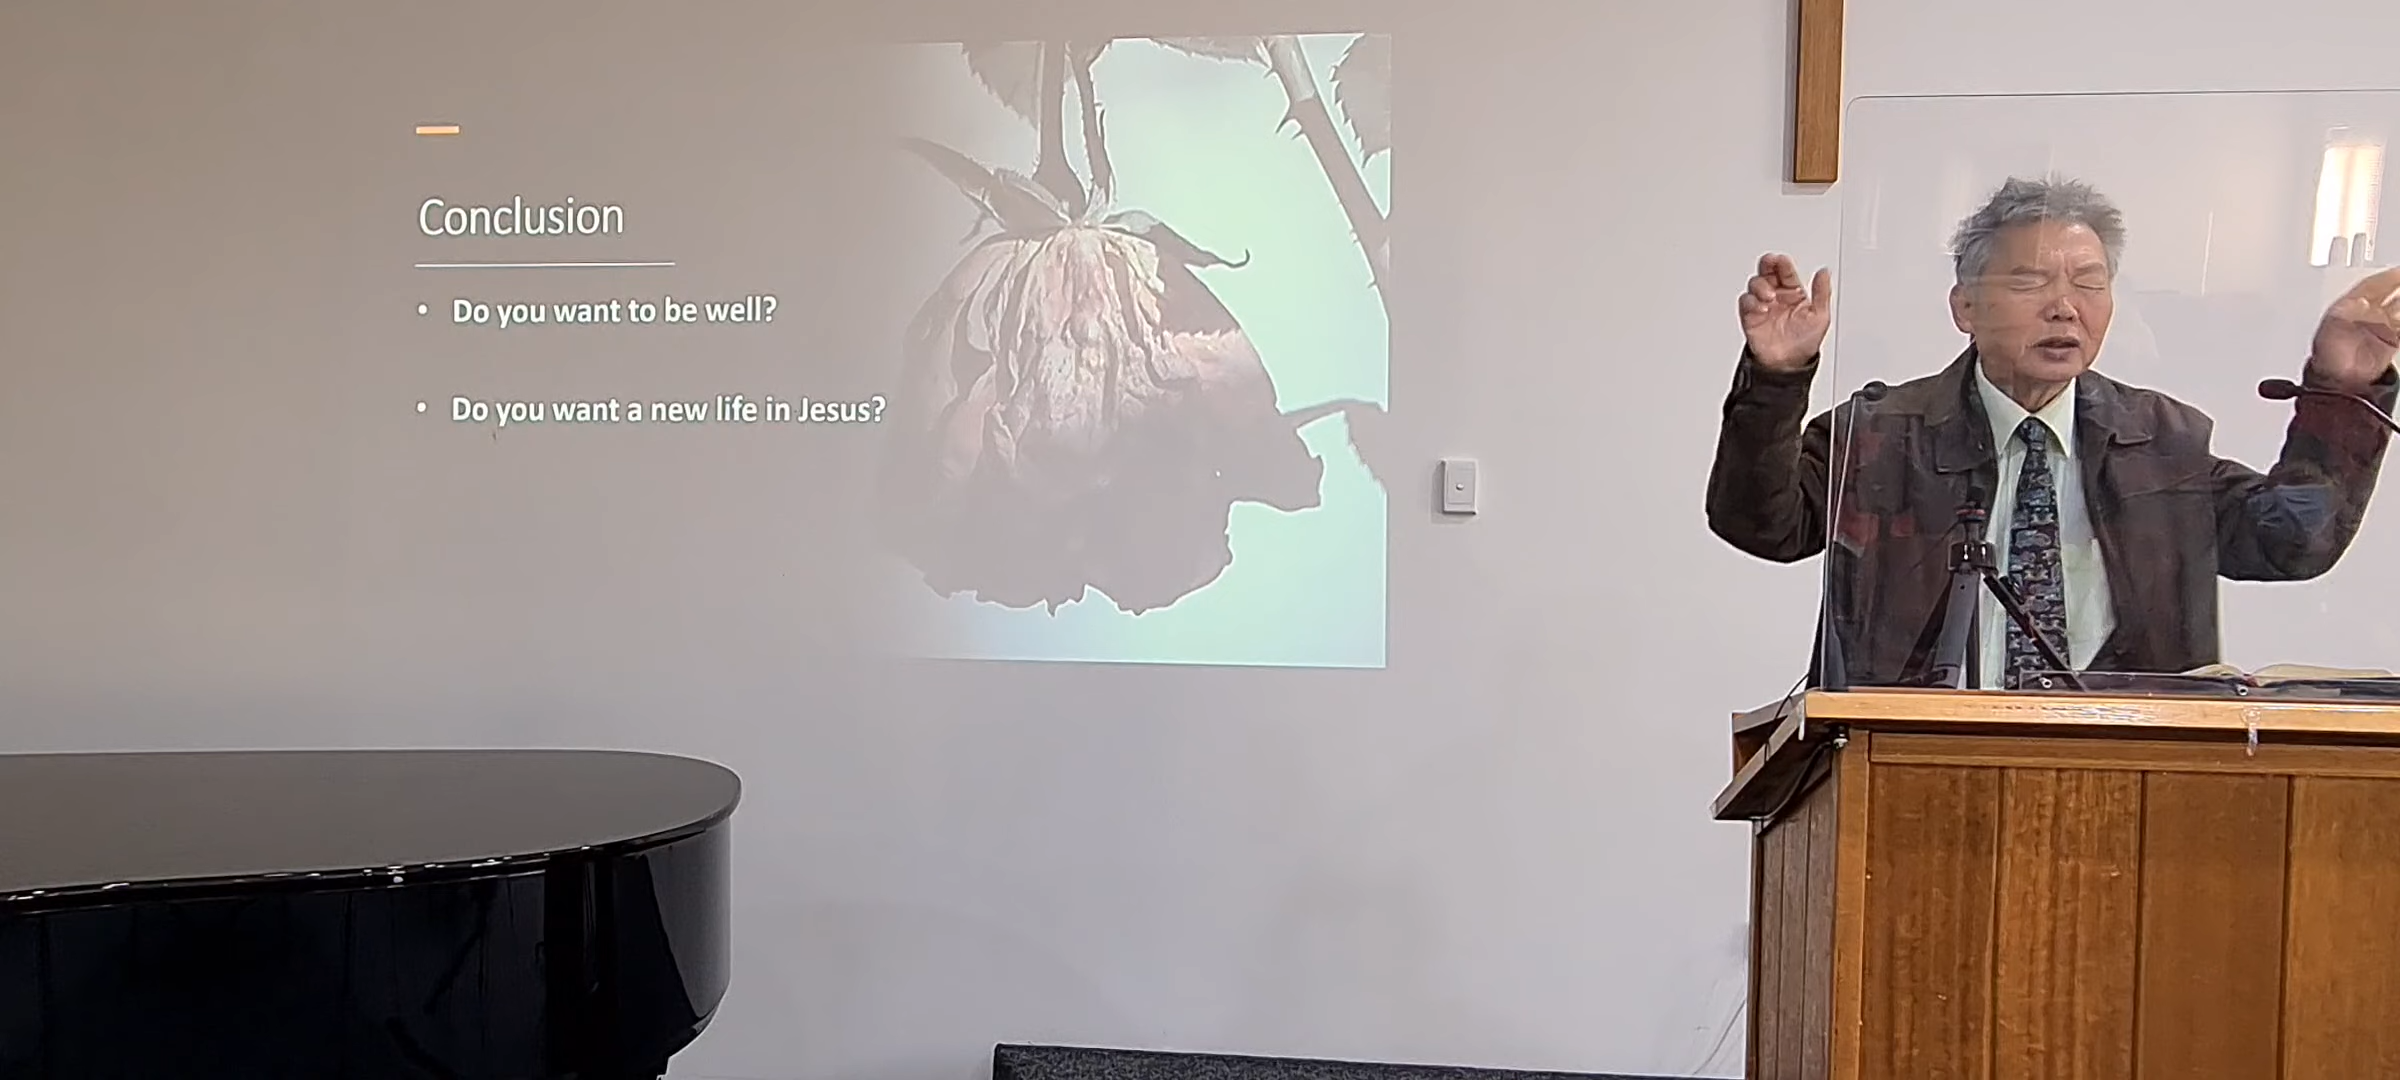 Conclusion
• Do you want to be well?
• Do you want a new life in Jesus?